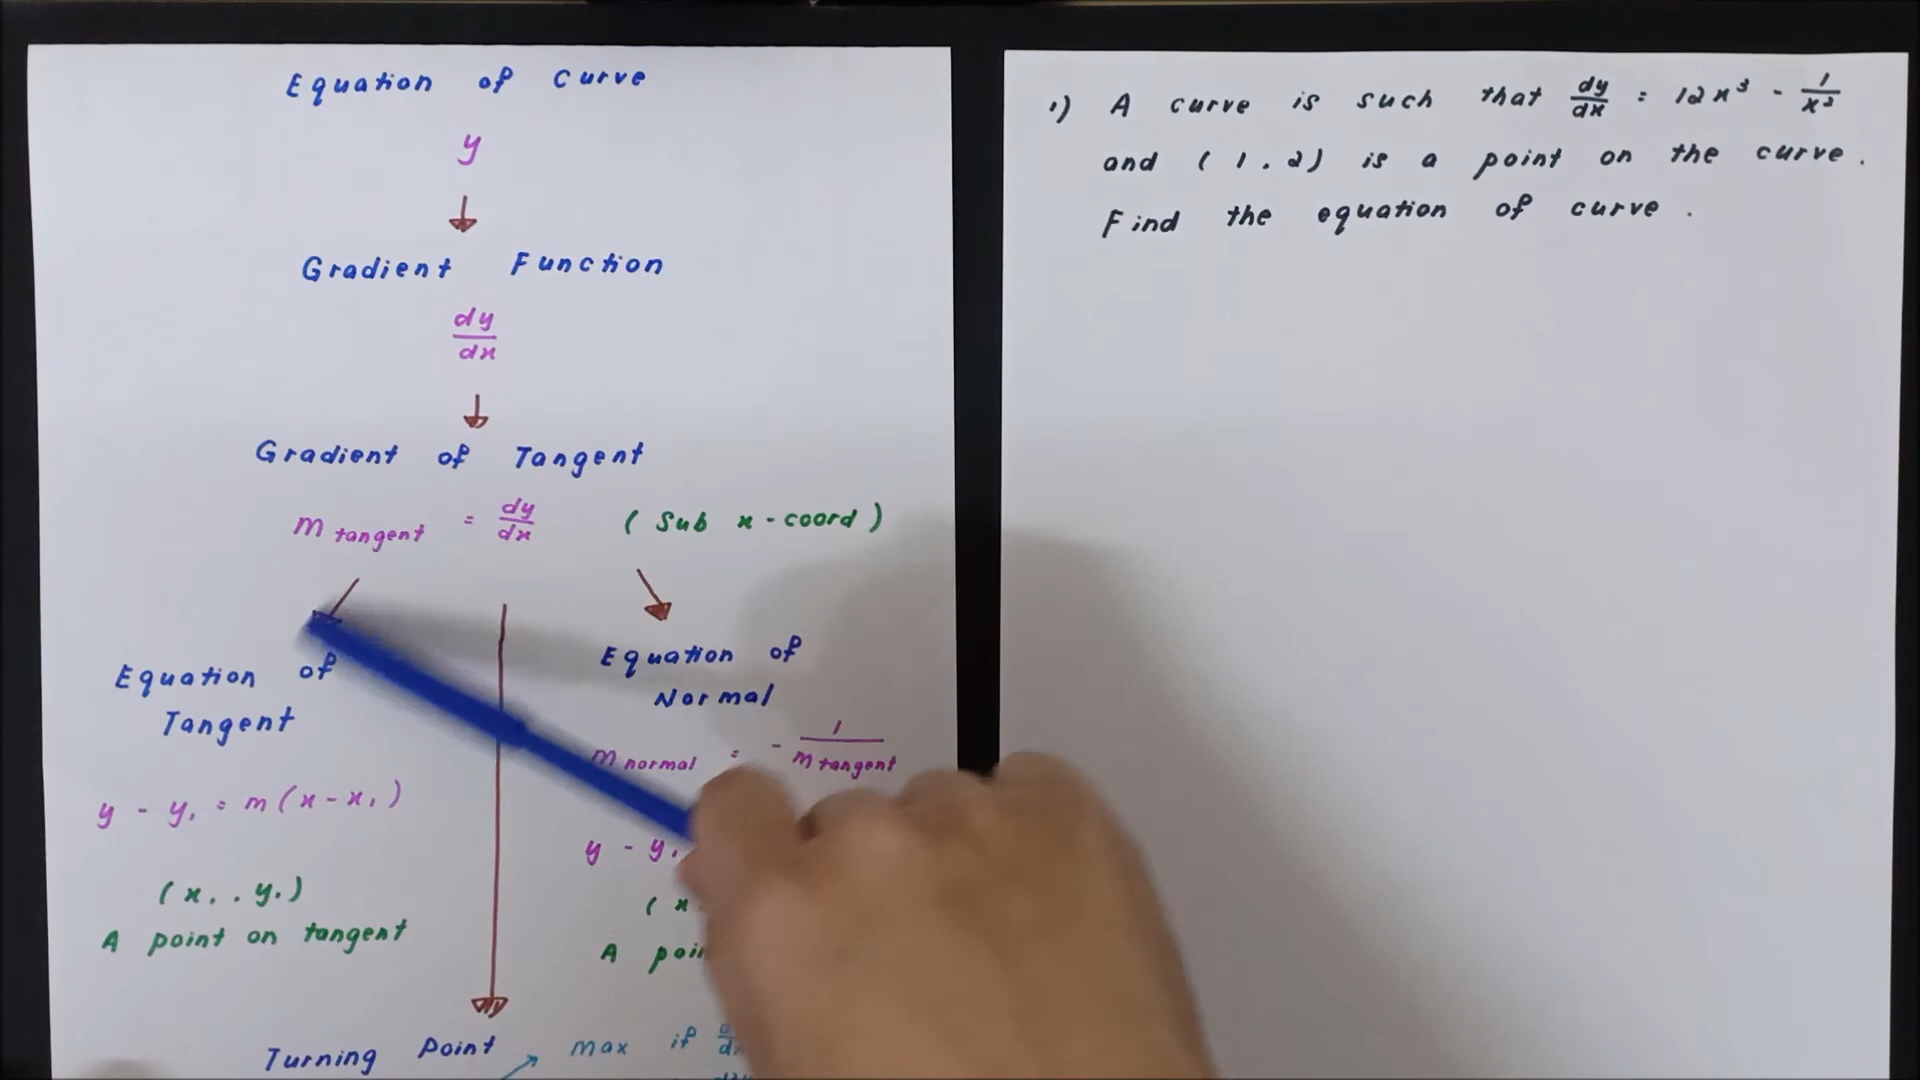 Equation of Curve
y
Gradient Function
dy/dx
Gradient of Tangent
m tangent = dy/dx (Sub x-coord)
Equation of
Tangent
y - y₁ = m(x - x₁)
(x₁, y₁)
A point on tangent
Equation of
Normal
m normal = - 1/m tangent
y - y₁
(x
A
Turning Point
max if
1) A curve is such that dy/dx = 12x³ - 1/x²
and (1, 2) is a point on the curve.
Find the equation of curve.